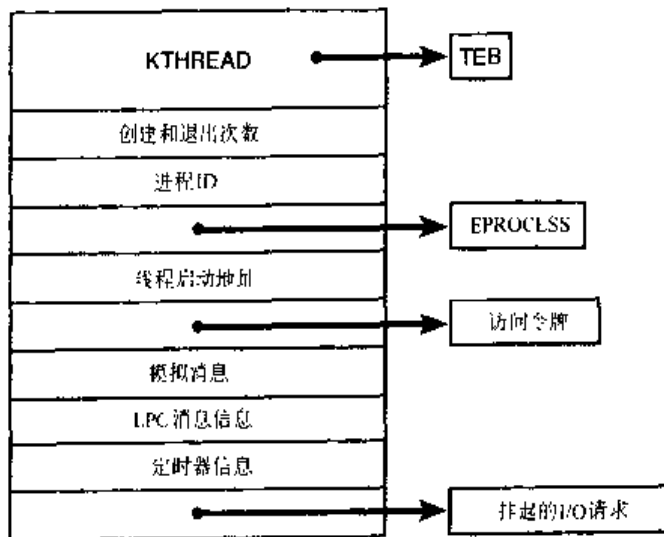 KTHREAD
TEB
创建和退出次数
进程ID
EPROCESS
线程启动地址
访问令牌
模拟消息
LPC消息信息
定时器信息
挂起的I/O请求